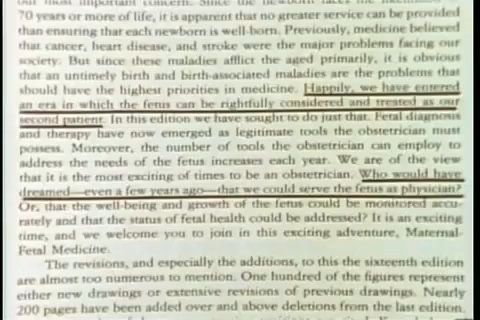 70 years or more of life, it is apparent that no greater service can be provided
than ensuring that each newborn is well-born. Previously, medicine believed
that cancer, heart disease, and stroke were the major problems facing our
society. But since these maladies afflict the aged primarily, it is obvious
that an untimely birth and birth-associated maladies are the problems that
should have the highest priorities in medicine. Happily, we have entered
an era in which the fetus can be rightfully considered and treated as our
second patient. In this edition we have sought to do just that. Fetal diagnosis
and therapy have now emerged as legitimate tools the obstetrician must
possess. Moreover, the number of tools the obstetrician can employ to
address the needs of the fetus increases each year. We are of the view
that it is the most exciting of times to be an obstetrician. Who would have
dreamed—even a few years ago—that we could serve the fetus as physician?
Or, that the well-being and growth of the fetus could be monitored accu-
rately and that the status of fetal health could be addressed? It is an exciting
time, and we welcome you to join in this exciting adventure, Maternal-
Fetal Medicine.
The revisions, and especially the additions, to this sixteenth edition
are almost too numerous to mention. One hundred of the figures represent
either new drawings or extensive revisions of previous drawings. Nearly
200 pages have been added over and above deletions from the last edition.